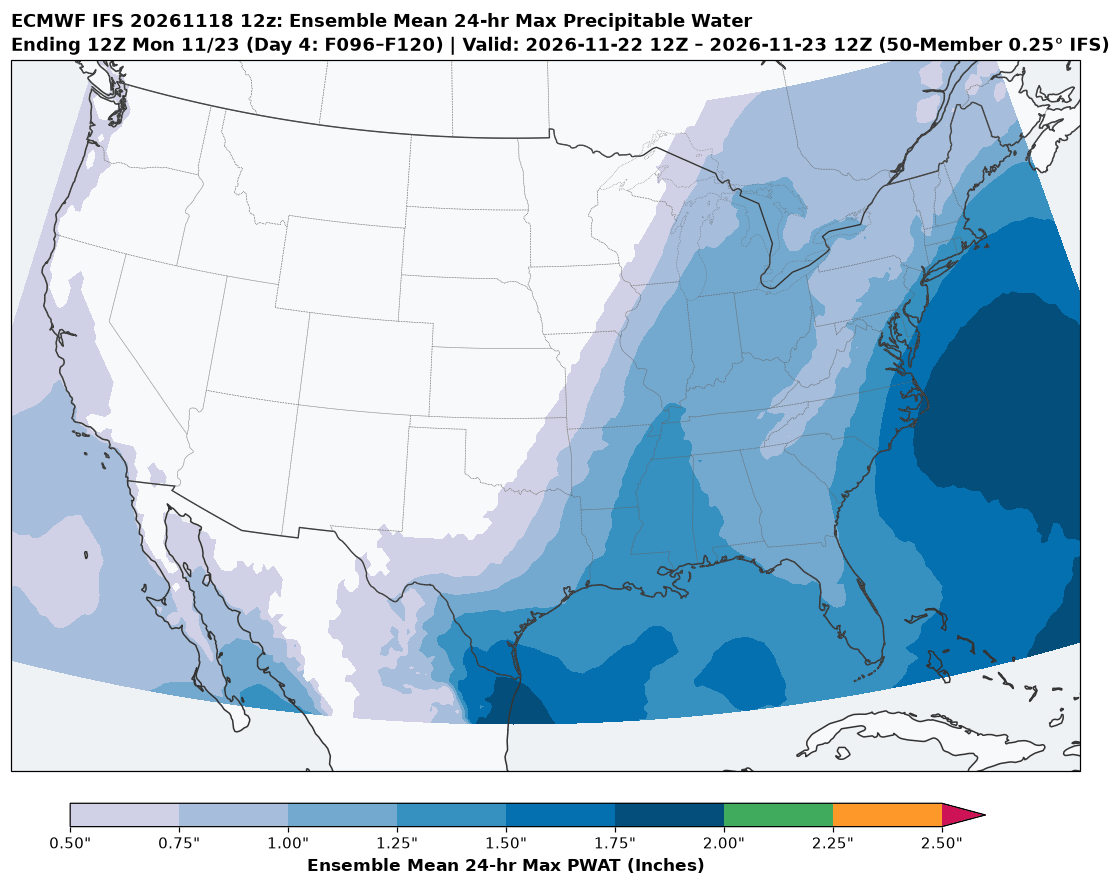 ECMWF IFS 20261118 12z: Ensemble Mean 24-hr Max Precipitable Water
Ending 12Z Mon 11/23 (Day 4: F096–F120) | Valid: 2026-11-22 12Z – 2026-11-23 12Z (50-Member 0.25° IFS)
0.50" 0.75" 1.00" 1.25" 1.50" 1.75" 2.00" 2.25" 2.50"
Ensemble Mean 24-hr Max PWAT (Inches)